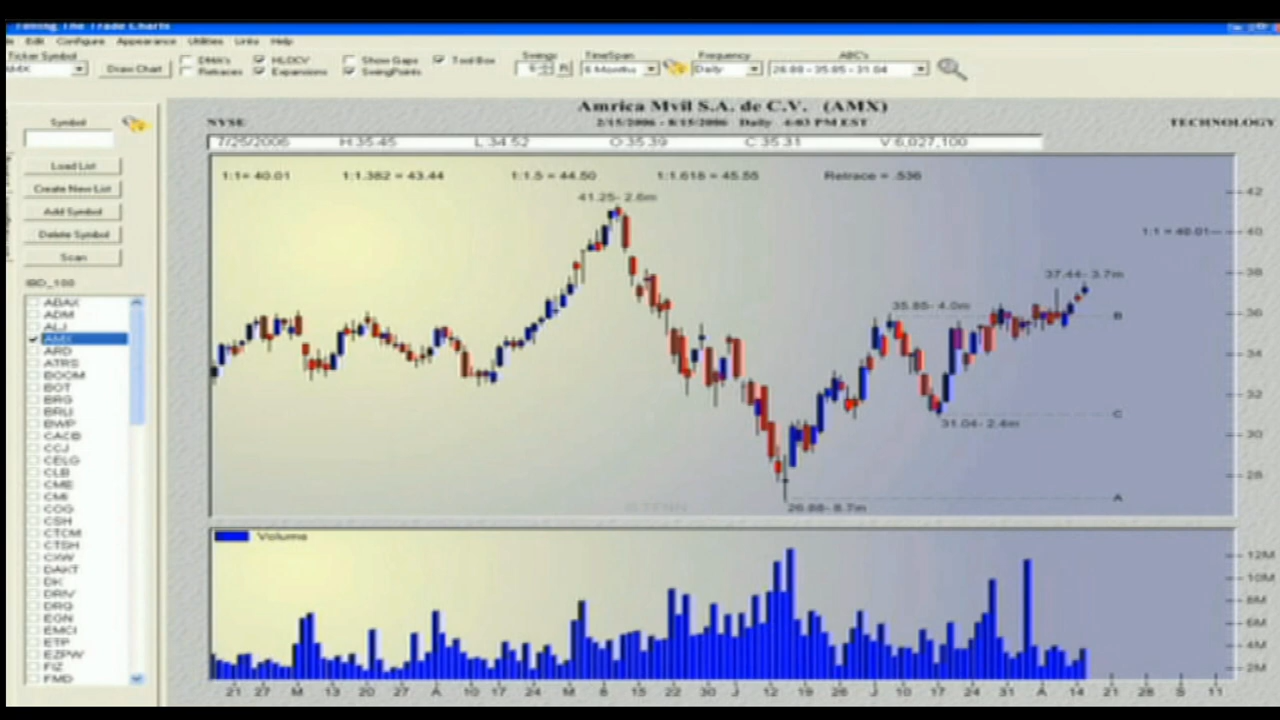 Timing The Trade Charts
Edit Configure Appearance Utilities Links Help
Ticker Symbol
AMX
Draw Chart
DMA's HLOCV Show Gaps Tool Box
Retraces Expansions SwingPoints
Swings
6
R
TimeSpan
6 Months
Frequency
Daily
ABC's
26.88 - 35.85 - 31.04
Amrica Mvil S.A. de C.V. (AMX)
NYSE
2/15/2006 - 8/15/2006 Daily 6:03 PM EST
TECHNOLOGY
7/25/2006 H:35.45 L:34.52 O:35.39 C:35.31 V:6,027,100
1:1= 40.01 1:1.382 = 43.44 1:1.5 = 44.50 1:1.618 = 45.55 Retrace = .536
Symbol
Load List
Create New List
Add Symbol
Delete Symbol
Scan
IBD_100
ABAX
ADM
ALJ
AMX
ARD
ATRS
BOOM
BOT
BRG
BRLI
BWP
CACB
CCJ
CELG
CLB
CME
CMI
COG
CSH
CTCM
CTSH
CXW
DAKT
DK
DRIV
DRQ
EGN
EMCI
ETP
EZPW
FIZ
FMD
41.25- 2.6m
42
1:1 = 40.01
40
37.44- 3.7m
38
35.85- 4.0m
36
B
34
32
C
31.04- 2.4m
30
28
A
26.88- 8.7m
Volume
12M
10M
8M
6M
4M
2M
21 27 M 13 20 27 A 10 17 24 M 8 15 22 30 J 12 19 26 J 10 17 24 31 A 14 21 28 S 11